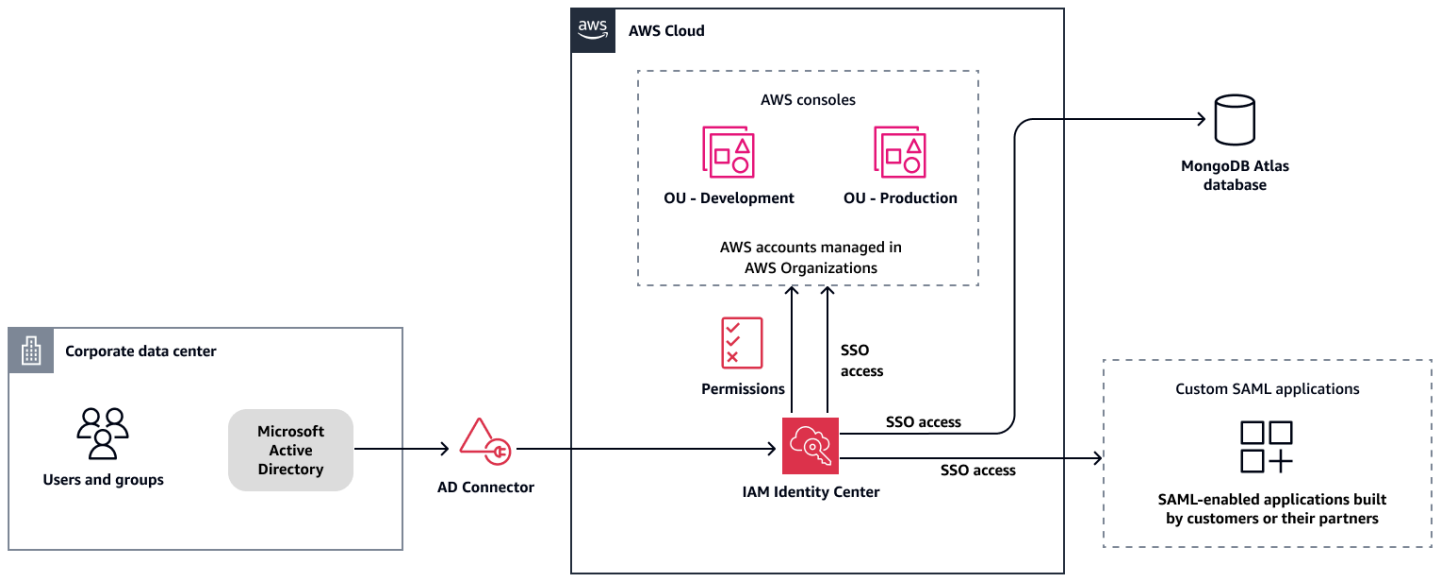 aws
AWS Cloud
AWS consoles
OU - Development
OU - Production
AWS accounts managed in
AWS Organizations
MongoDB Atlas
database
Corporate data center
Users and groups
Microsoft
Active
Directory
AD Connector
Permissions
SSO
access
IAM Identity Center
SSO access
SSO access
Custom SAML applications
SAML-enabled applications built
by customers or their partners